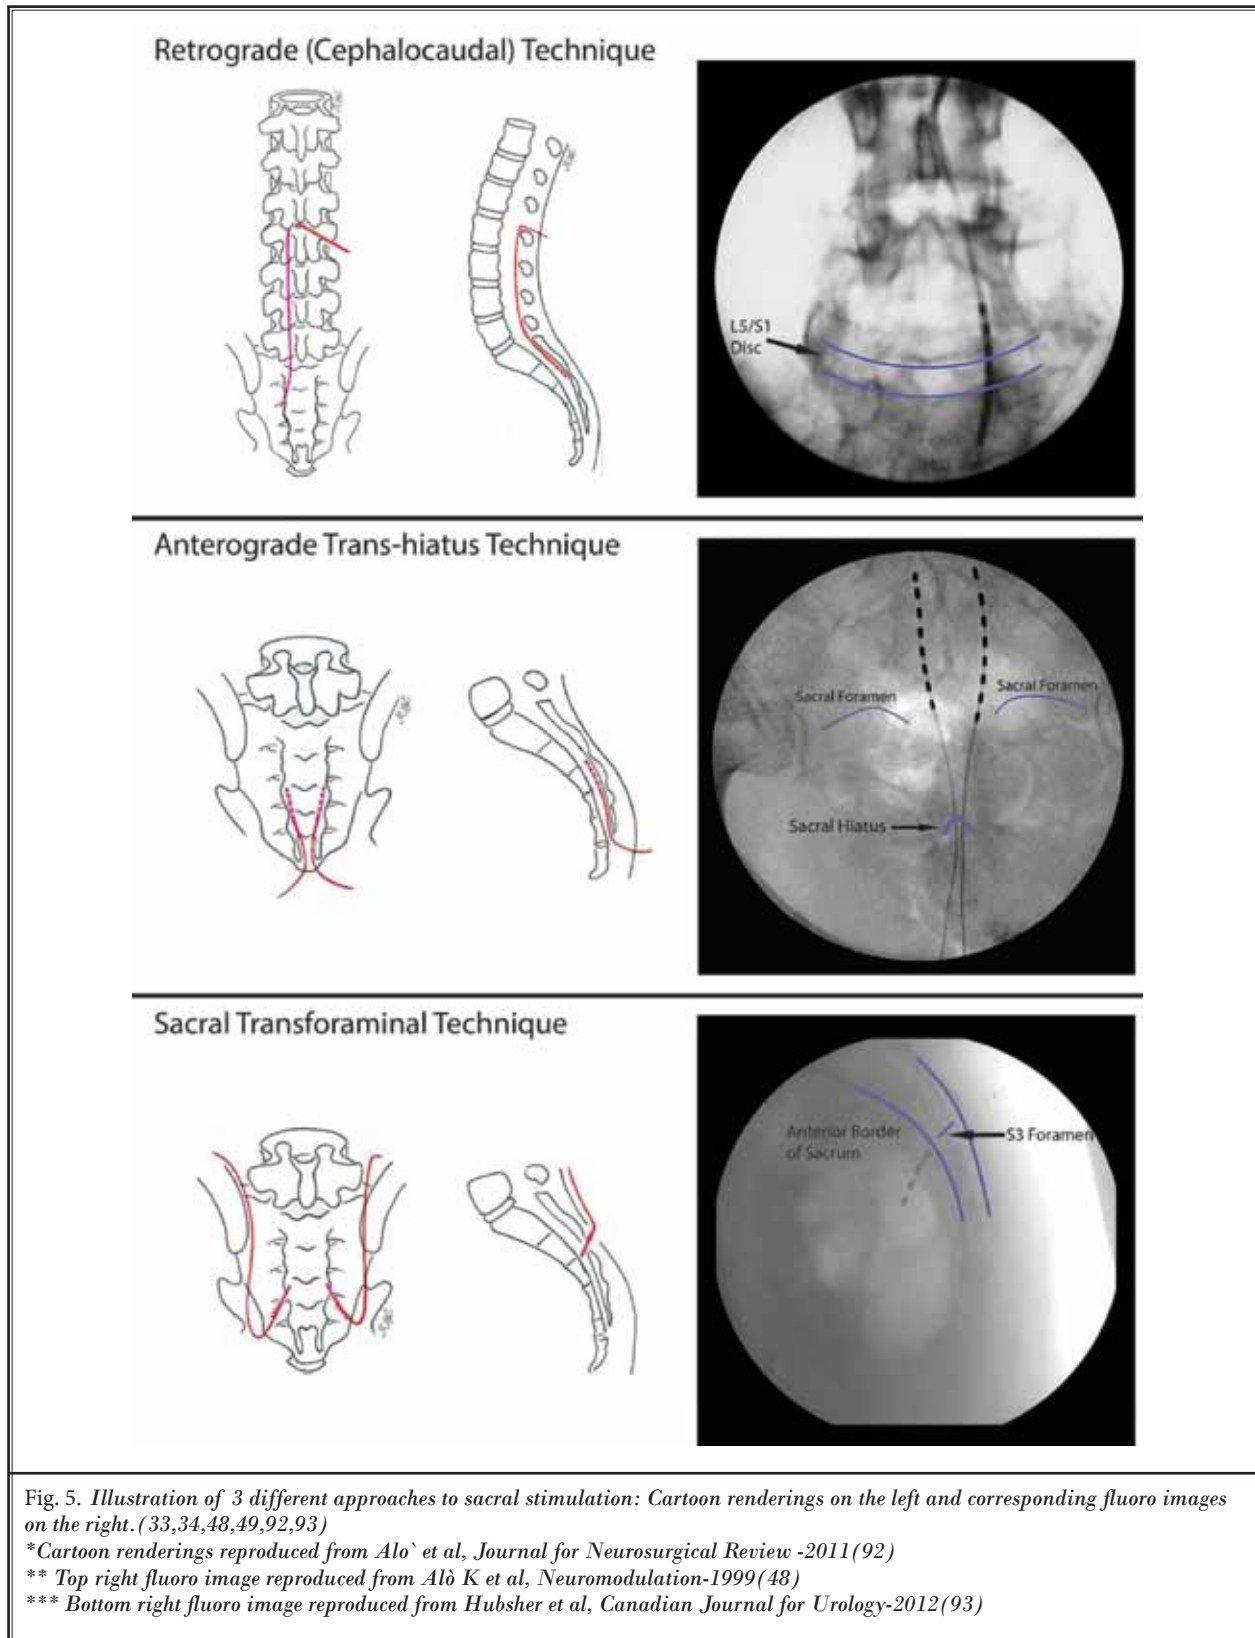 Retrograde (Cephalocaudal) Technique
L5/S1
Disc
Anterograde Trans-hiatus Technique
Sacral Foramen
Sacral Foramen
Sacral Hiatus
Sacral Transforaminal Technique
Anterior Border
of Sacrum
S3 Foramen
Fig. 5. Illustration of 3 different approaches to sacral stimulation: Cartoon renderings on the left and corresponding fluoro images
on the right.(33,34,48,49,92,93)
*Cartoon renderings reproduced from Alo` et al, Journal for Neurosurgical Review -2011(92)
** Top right fluoro image reproduced from Alò K et al, Neuromodulation-1999(48)
*** Bottom right fluoro image reproduced from Hubsher et al, Canadian Journal for Urology-2012(93)